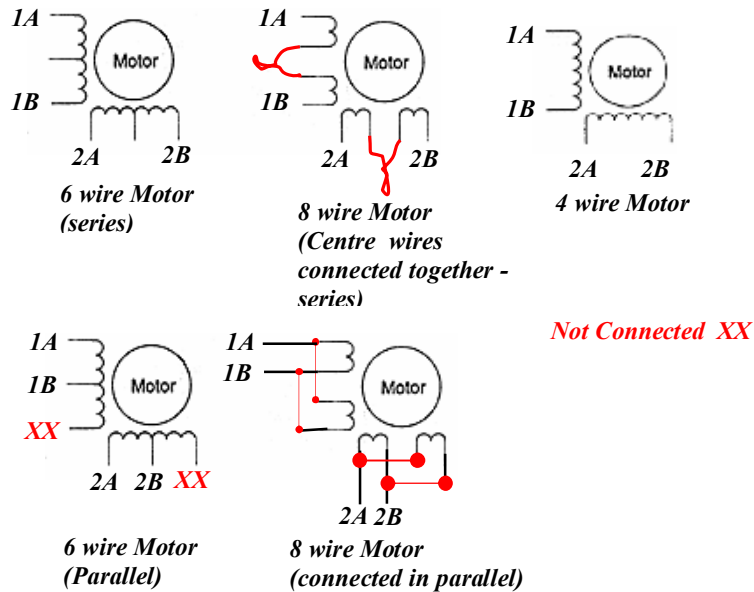 1A
Motor
1B
2A 2B
6 wire Motor
(series)
1A
Motor
1B
2A 2B
8 wire Motor
(Centre wires
connected together -
series)
1A
Motor
1B
2A 2B
4 wire Motor
Not Connected XX
1A
1B
Motor
XX
2A 2B XX
6 wire Motor
(Parallel)
1A
1B
Motor
2A 2B
8 wire Motor
(connected in parallel)